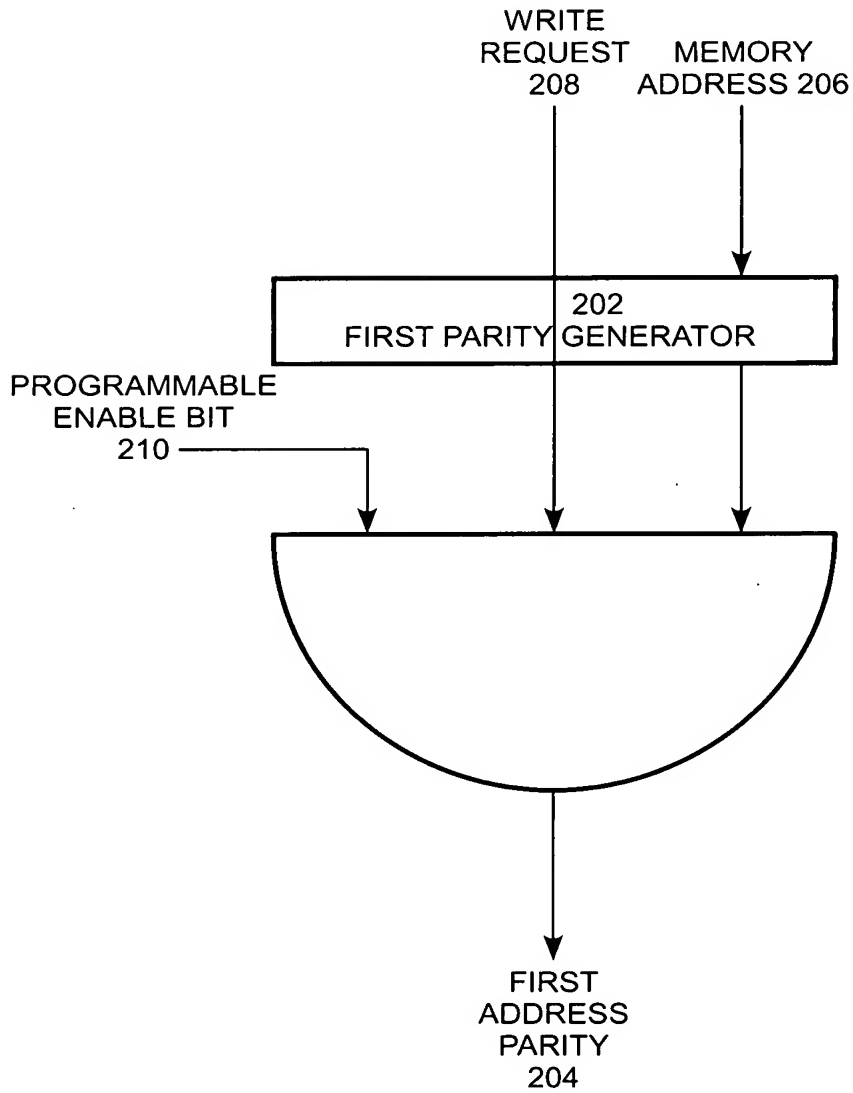 WRITE
REQUEST
208
MEMORY
ADDRESS 206
202
FIRST PARITY GENERATOR
PROGRAMMABLE
ENABLE BIT
210
FIRST
ADDRESS
PARITY
204